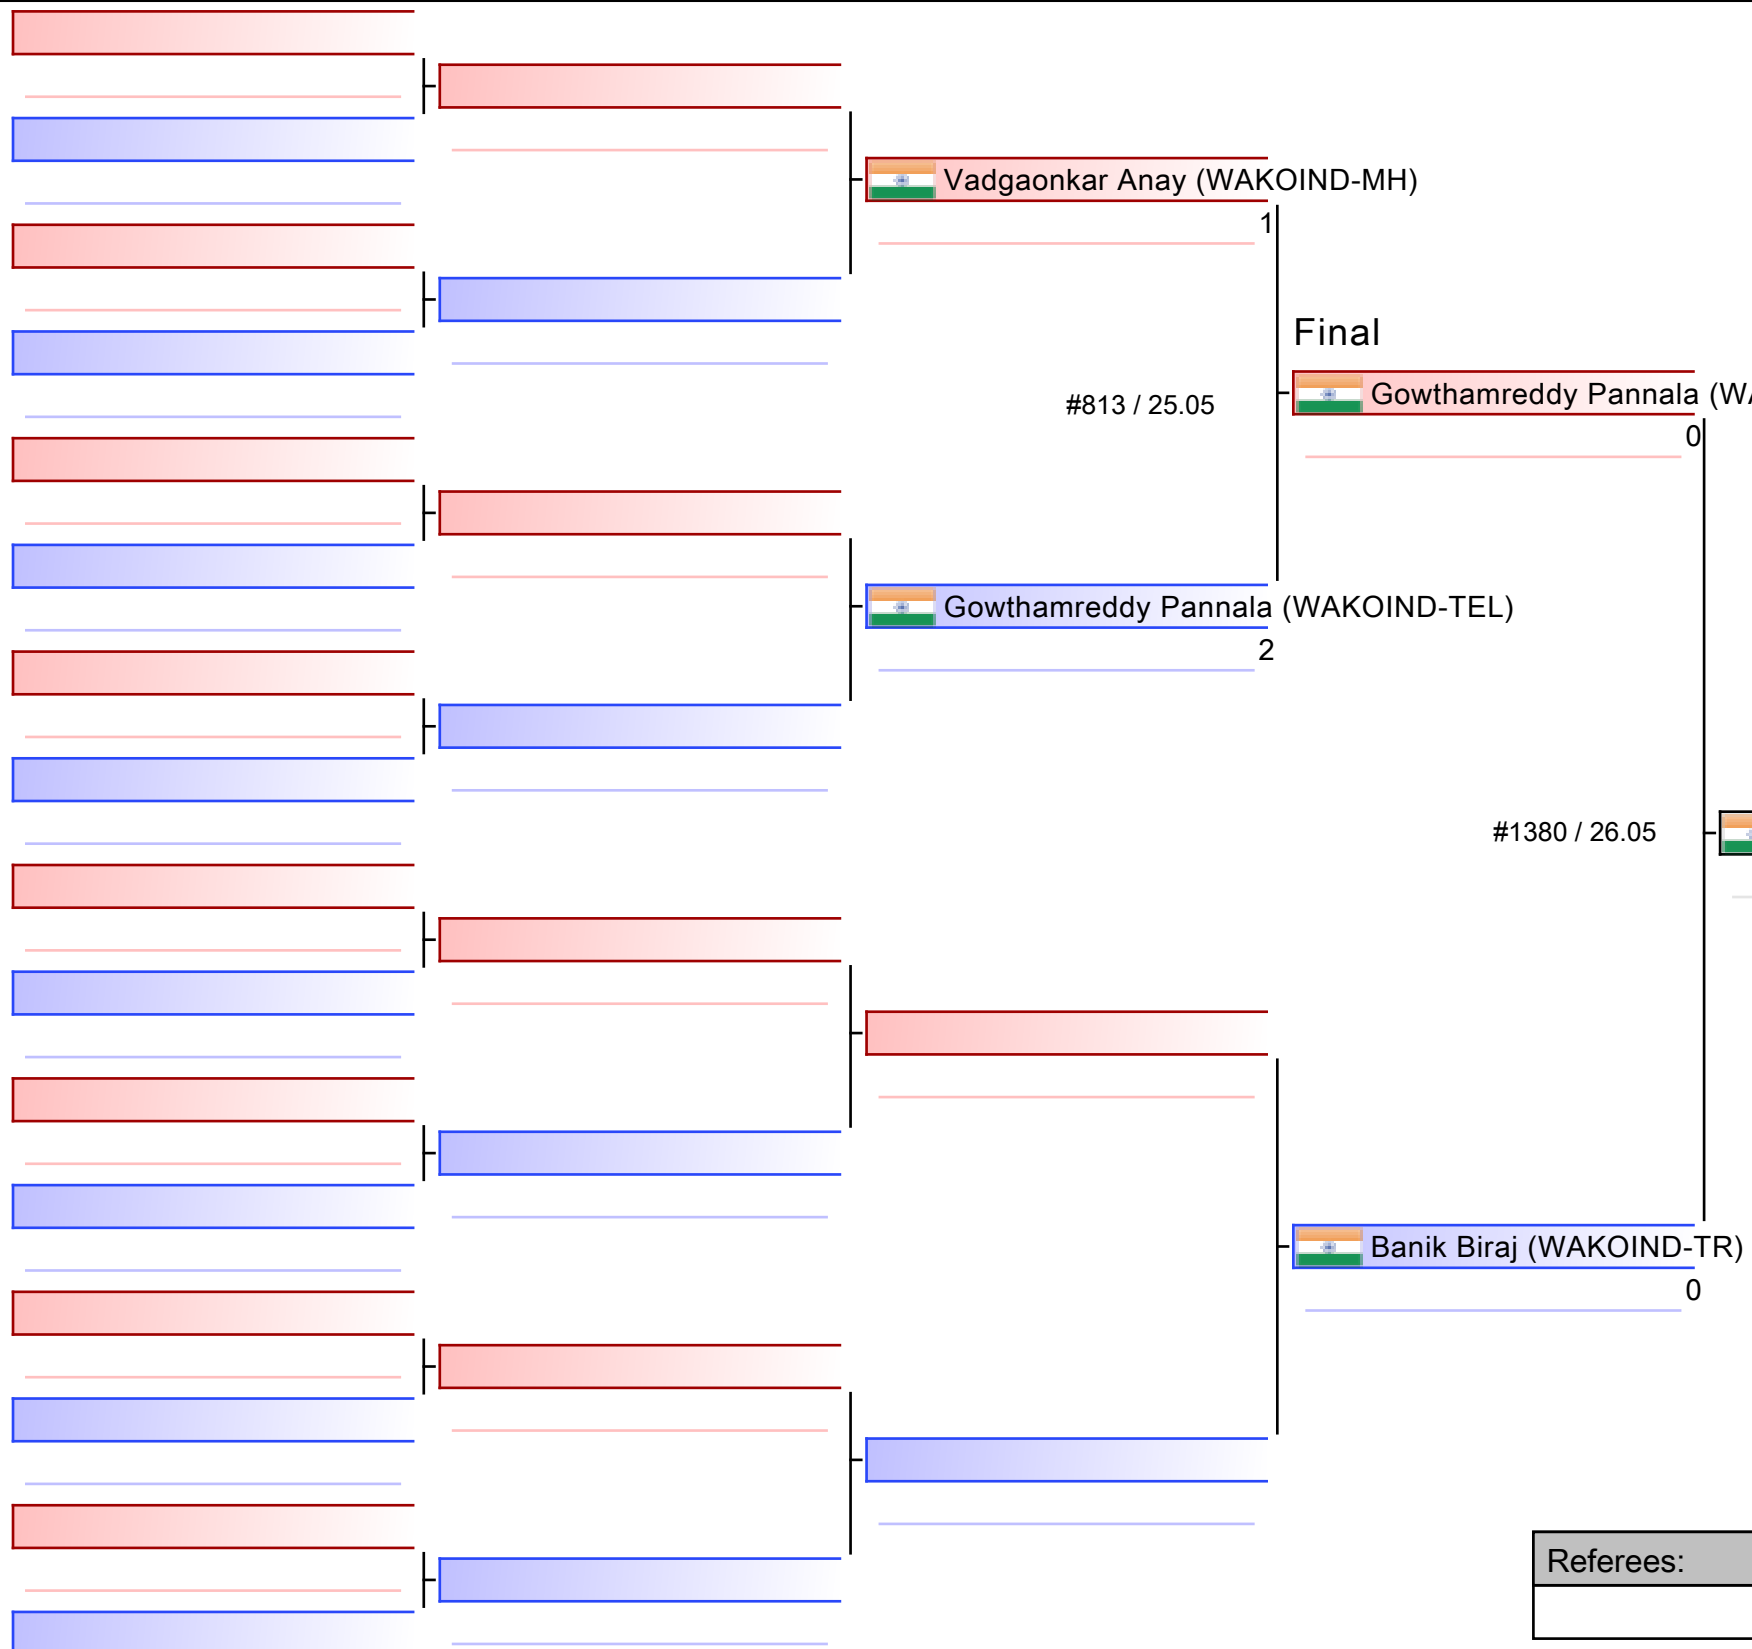 Vadgaonkar Anay (WAKOIND-MH)
1
Final
#813 / 25.05
Gowthamreddy Pannala (WA
0
Gowthamreddy Pannala (WAKOIND-TEL)
2
#1380 / 26.05
Banik Biraj (WAKOIND-TR)
0
Referees: